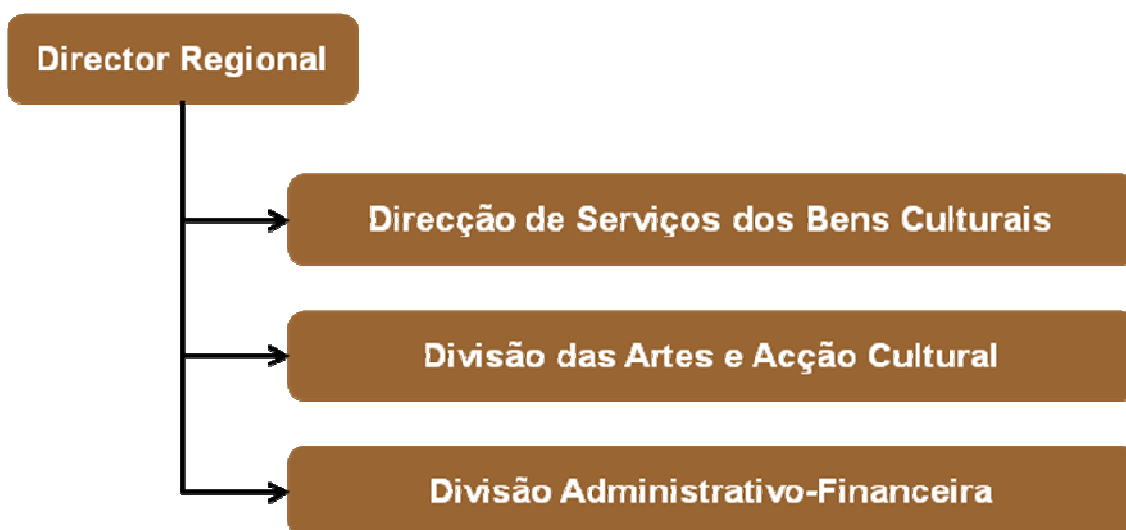 Director Regional
Direcção de Serviços dos Bens Culturais
Divisão das Artes e Acção Cultural
Divisão Administrativo-Financeira